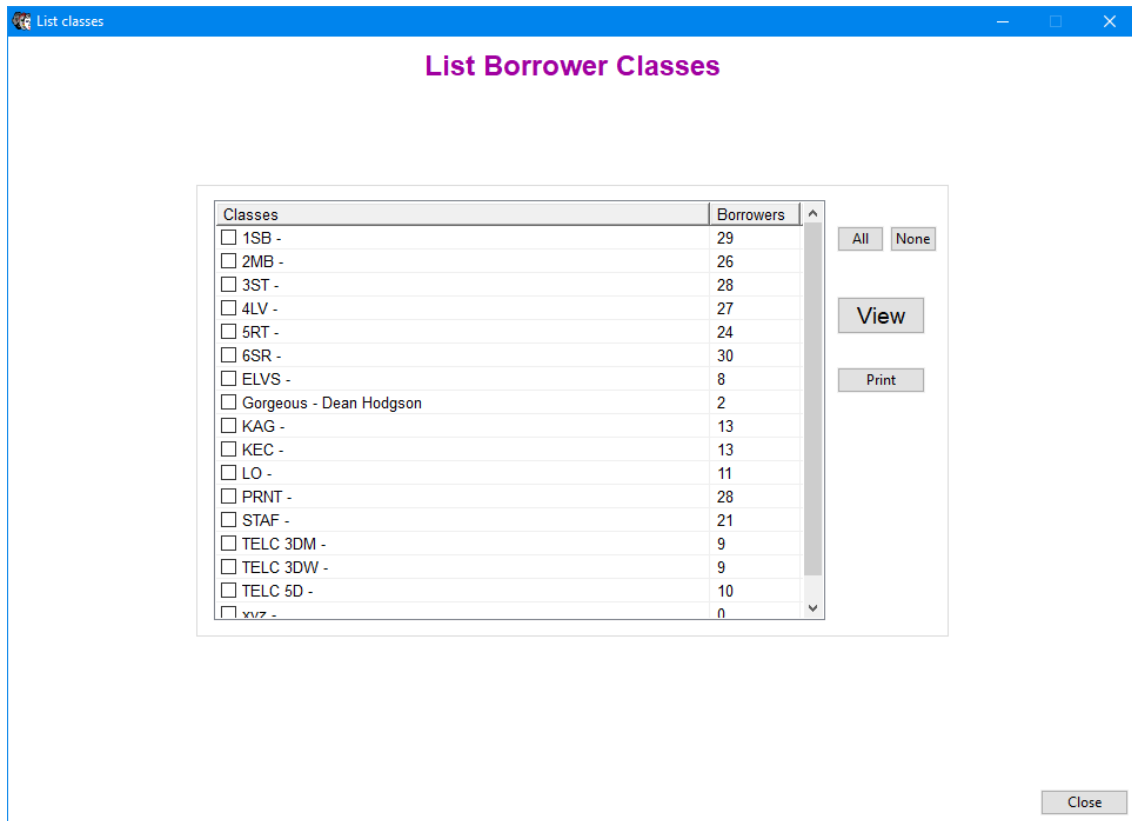 List classes
List Borrower Classes
Classes Borrowers
1SB - 29
2MB - 26
3ST - 28
4LV - 27
5RT - 24
6SR - 30
ELVS - 8
Gorgeous - Dean Hodgson 2
KAG - 13
KEC - 13
LO - 11
PRNT - 28
STAF - 21
TELC 3DM - 9
TELC 3DW - 9
TELC 5D - 10
xyz - 0
All None
View
Print
Close